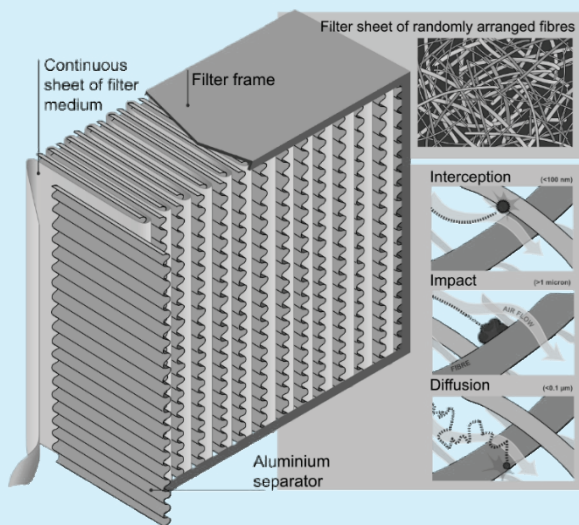 Filter sheet of randomly arranged fibres
Continuous
sheet of filter
medium
Filter frame
Interception (<100 nm)
Impact (>1 micron)
AIR FLOW
FIBRE
Diffusion (<0.1 µm)
Aluminium
separator